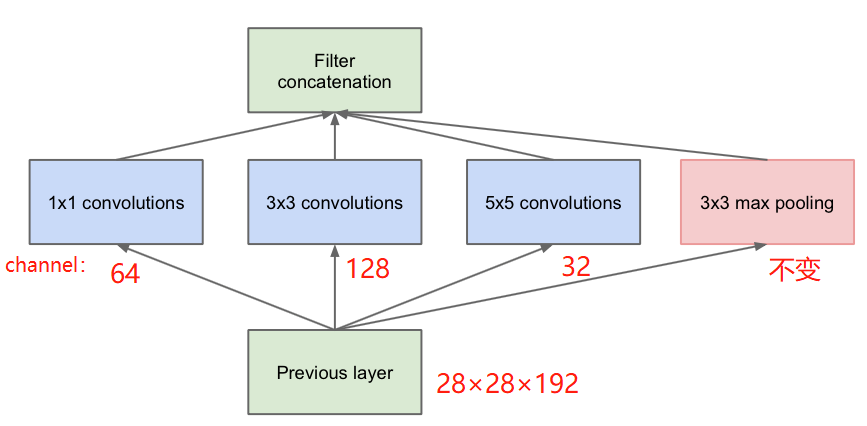 Filter
concatenation
1x1 convolutions
3x3 convolutions
5x5 convolutions
3x3 max pooling
channel：
64
128
32
不变
Previous layer
28×28×192